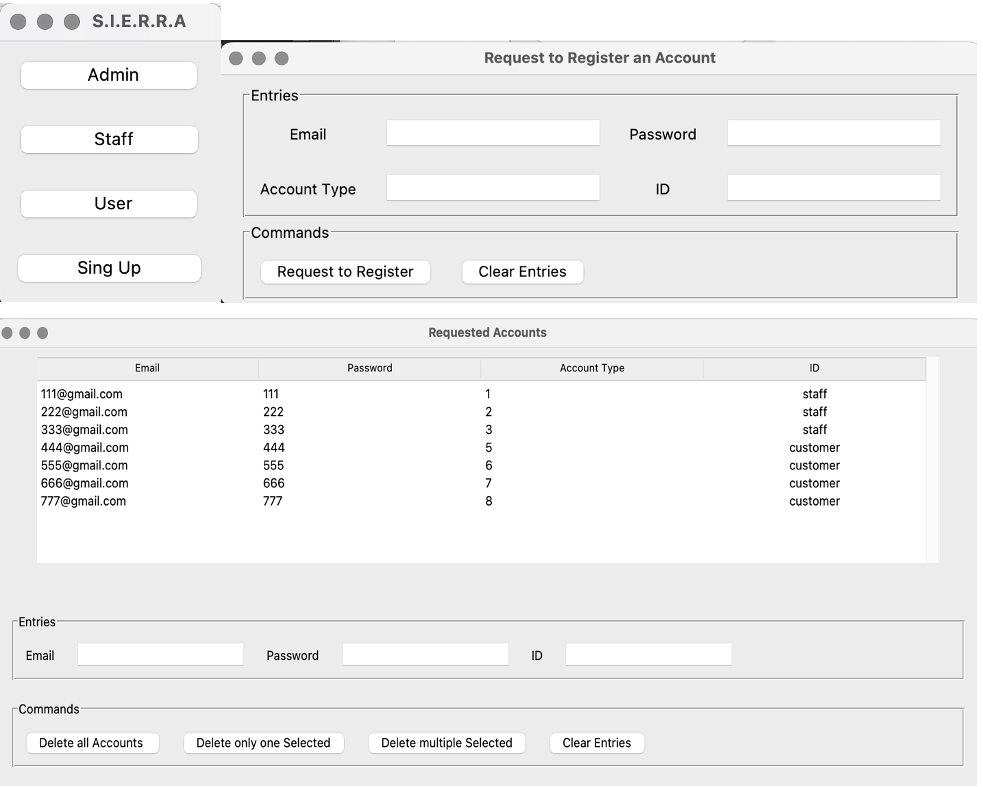 S.I.E.R.R.A
Admin
Staff
User
Sing Up
Request to Register an Account
Entries
Email Password
Account Type ID
Commands
Request to Register Clear Entries
Requested Accounts
Email Password Account Type ID
111@gmail.com 111 1 staff
222@gmail.com 222 2 staff
333@gmail.com 333 3 staff
444@gmail.com 444 5 customer
555@gmail.com 555 6 customer
666@gmail.com 666 7 customer
777@gmail.com 777 8 customer
Entries
Email Password ID
Commands
Delete all Accounts Delete only one Selected Delete multiple Selected Clear Entries